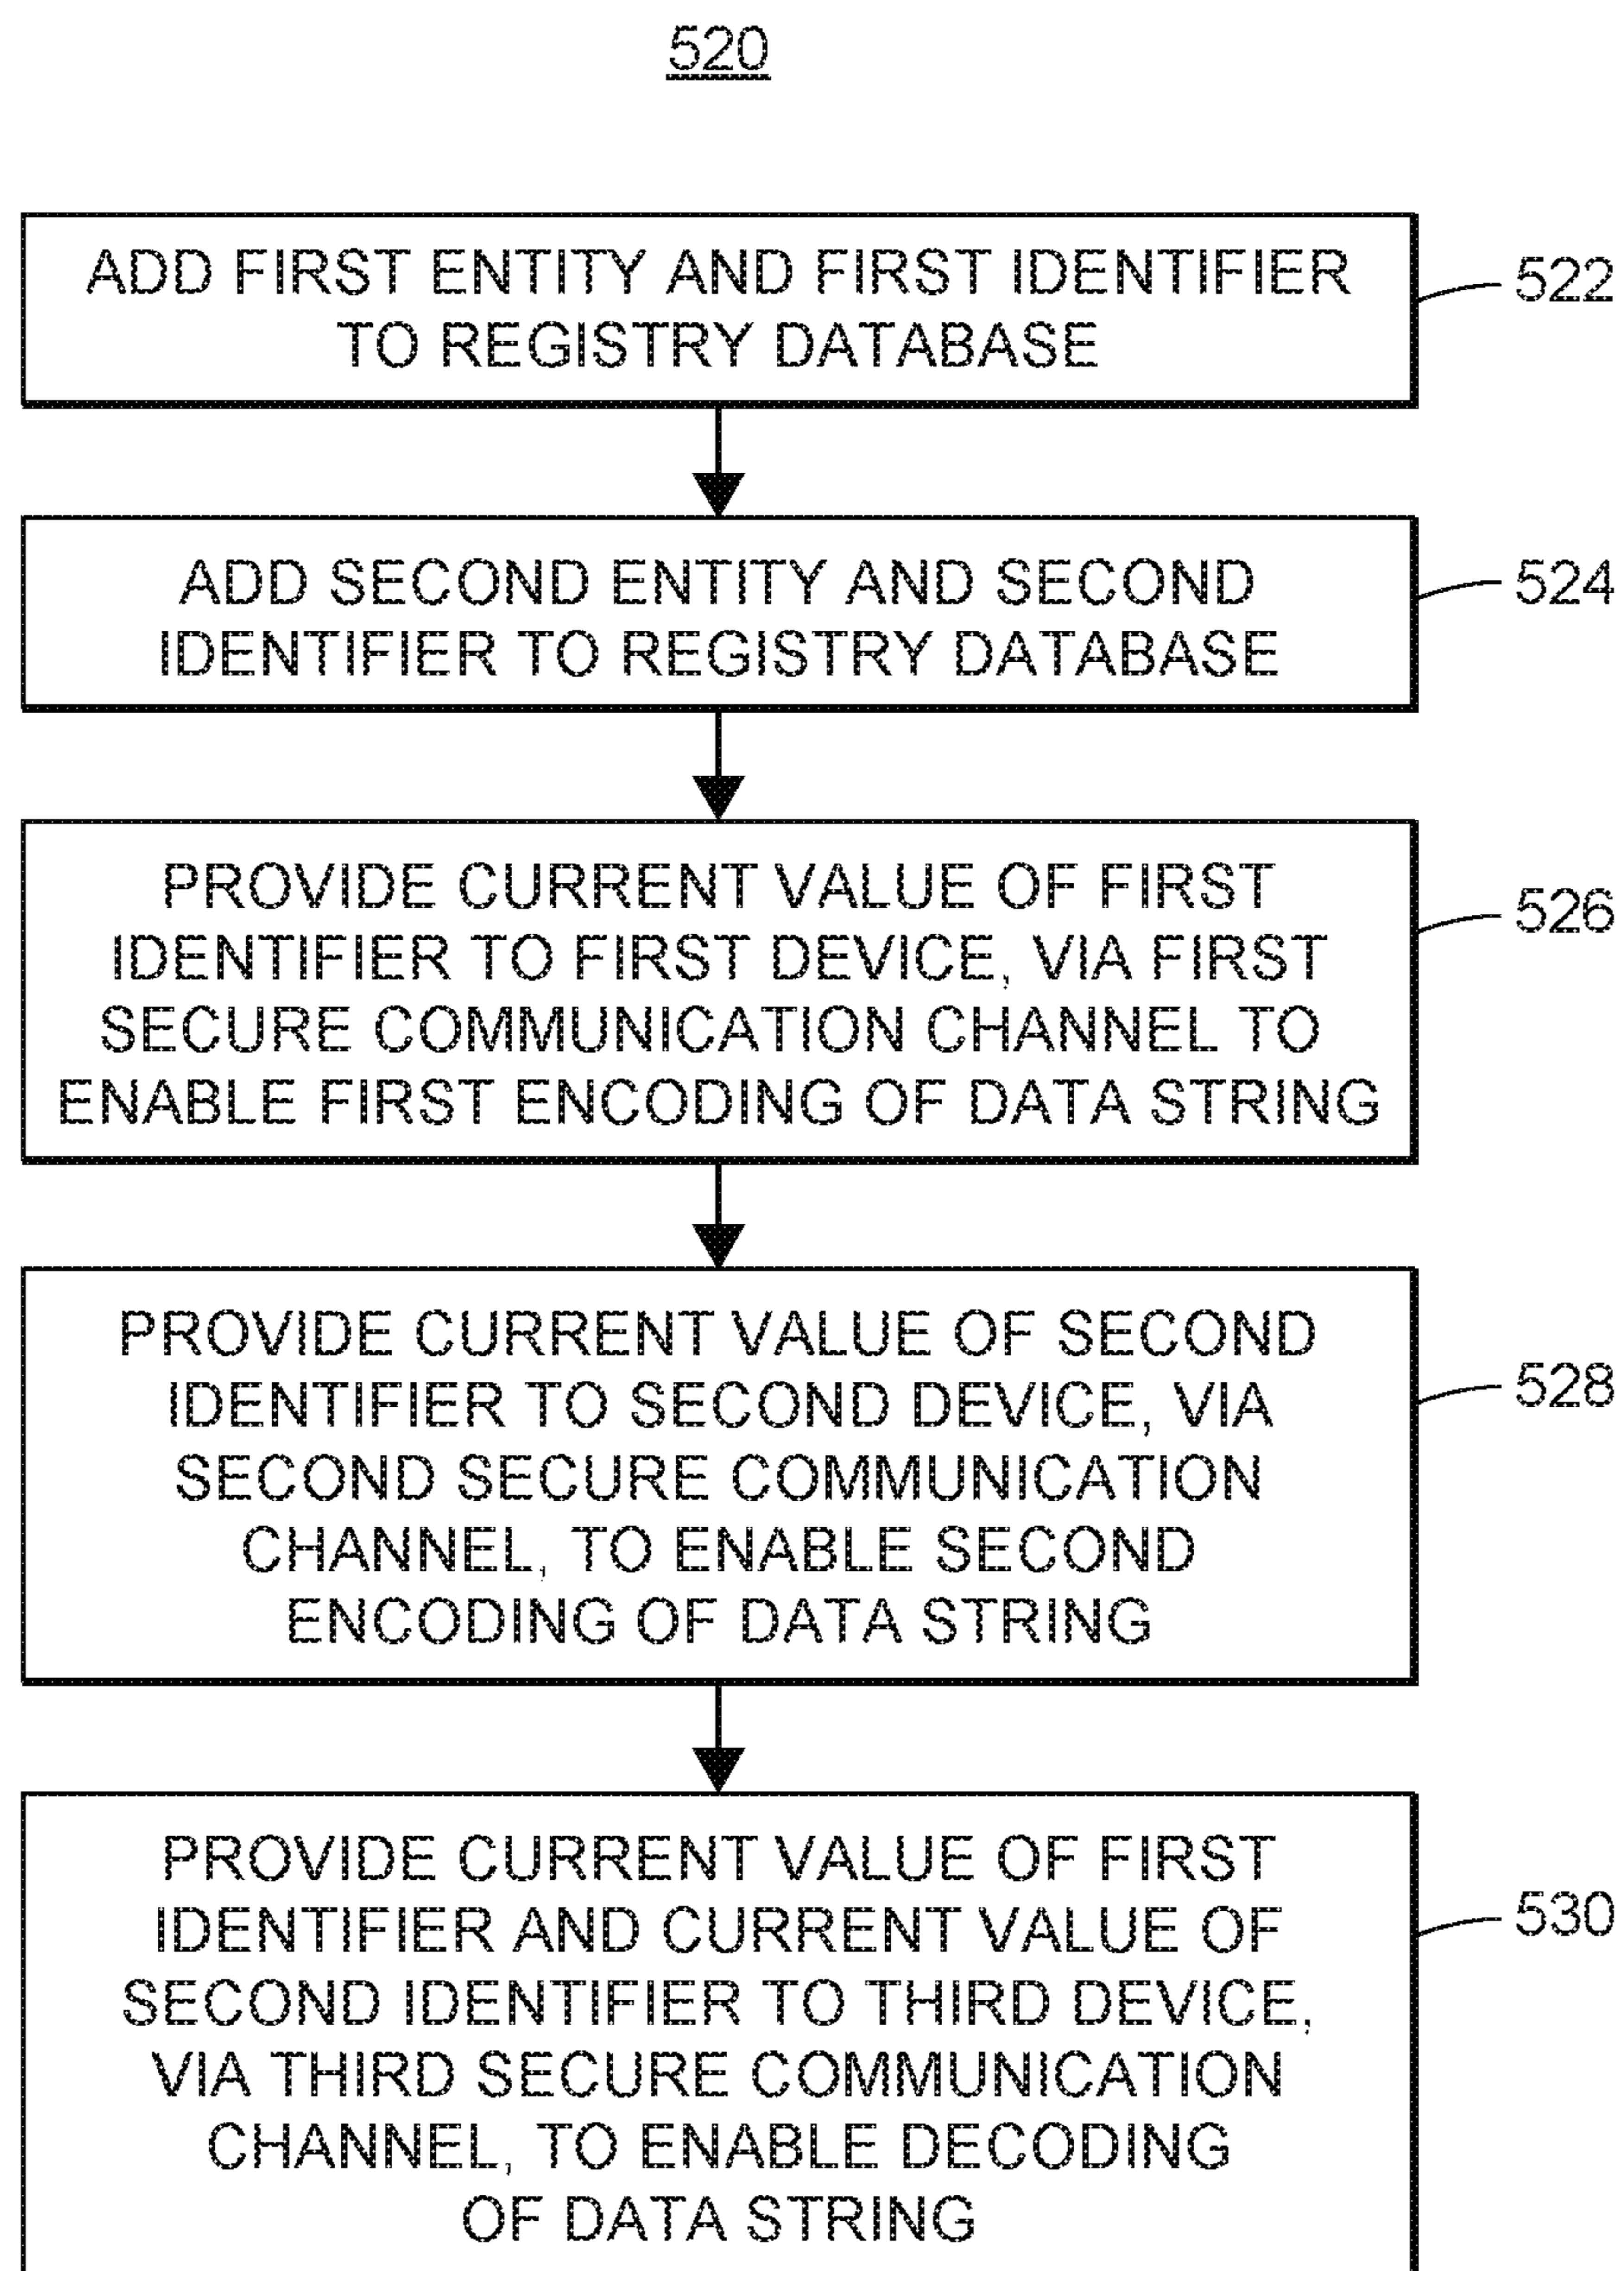 520
ADD FIRST ENTITY AND FIRST IDENTIFIER
TO REGISTRY DATABASE
522
ADD SECOND ENTITY AND SECOND
IDENTIFIER TO REGISTRY DATABASE
524
PROVIDE CURRENT VALUE OF FIRST
IDENTIFIER TO FIRST DEVICE, VIA FIRST
SECURE COMMUNICATION CHANNEL TO
ENABLE FIRST ENCODING OF DATA STRING
526
PROVIDE CURRENT VALUE OF SECOND
IDENTIFIER TO SECOND DEVICE, VIA
SECOND SECURE COMMUNICATION
CHANNEL, TO ENABLE SECOND
ENCODING OF DATA STRING
528
PROVIDE CURRENT VALUE OF FIRST
IDENTIFIER AND CURRENT VALUE OF
SECOND IDENTIFIER TO THIRD DEVICE,
VIA THIRD SECURE COMMUNICATION
CHANNEL, TO ENABLE DECODING
OF DATA STRING
530